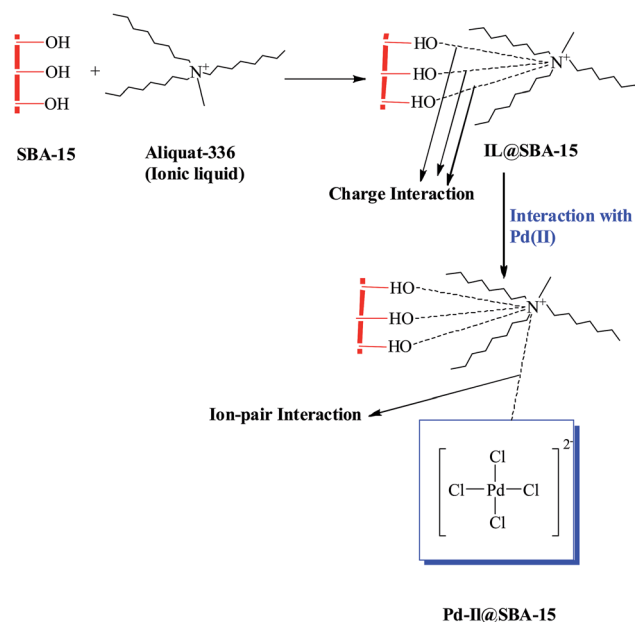 OH
OH
OH
+
N+
SBA-15
Aliquat-336
(Ionic liquid)
HO
HO
HO
N+
IL@SBA-15
Charge Interaction
Interaction with
Pd(II)
HO
HO
HO
N+
Ion-pair Interaction
2-
Cl
Cl—Pd—Cl
Cl
Pd-Il@SBA-15